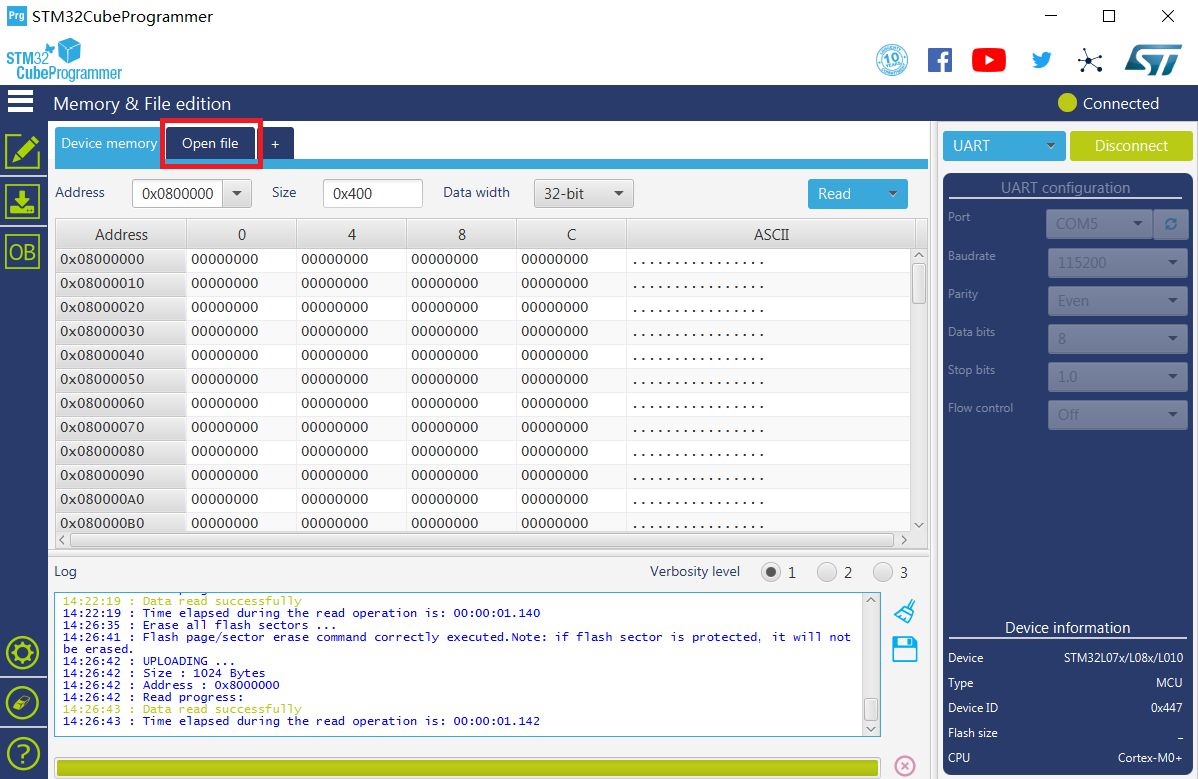 Prg STM32CubeProgrammer
STM32
CubeProgrammer
10
YEARS
Memory & File edition
Connected
Device memory
Open file
+
UART
Disconnect
Address
0x0800000
Size
0x400
Data width
32-bit
Read
Address 0 4 8 C ASCII
0x08000000 00000000 00000000 00000000 00000000 ................
0x08000010 00000000 00000000 00000000 00000000 ................
0x08000020 00000000 00000000 00000000 00000000 ................
0x08000030 00000000 00000000 00000000 00000000 ................
0x08000040 00000000 00000000 00000000 00000000 ................
0x08000050 00000000 00000000 00000000 00000000 ................
0x08000060 00000000 00000000 00000000 00000000 ................
0x08000070 00000000 00000000 00000000 00000000 ................
0x08000080 00000000 00000000 00000000 00000000 ................
0x08000090 00000000 00000000 00000000 00000000 ................
0x080000A0 00000000 00000000 00000000 00000000 ................
0x080000B0 00000000 00000000 00000000 00000000 ................
OB
UART configuration
Port COM5
Baudrate 115200
Parity Even
Data bits 8
Stop bits 1.0
Flow control Off
Log
Verbosity level 1 2 3
14:22:19 : Data read successfully
14:22:19 : Time elapsed during the read operation is: 00:00:01.140
14:26:35 : Erase all flash sectors ...
14:26:41 : Flash page/sector erase command correctly executed.Note: if flash sector is protected, it will not
be erased.
14:26:42 : UPLOADING ...
14:26:42 : Size : 1024 Bytes
14:26:42 : Address : 0x8000000
14:26:42 : Read progress:
14:26:43 : Data read successfully
14:26:43 : Time elapsed during the read operation is: 00:00:01.142
Device information
Device STM32L07x/L08x/L010
Type MCU
Device ID 0x447
Flash size _
CPU Cortex-M0+
?